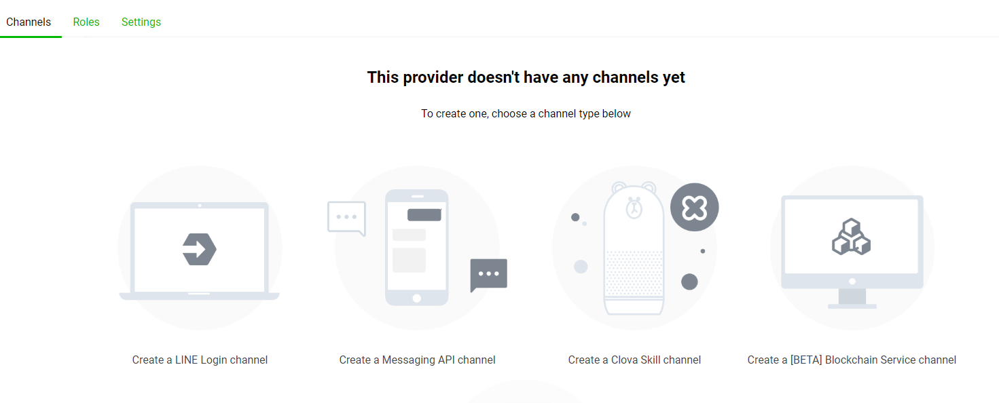 Channels Roles Settings
This provider doesn't have any channels yet
To create one, choose a channel type below
Create a LINE Login channel Create a Messaging API channel Create a Clova Skill channel Create a [BETA] Blockchain Service channel